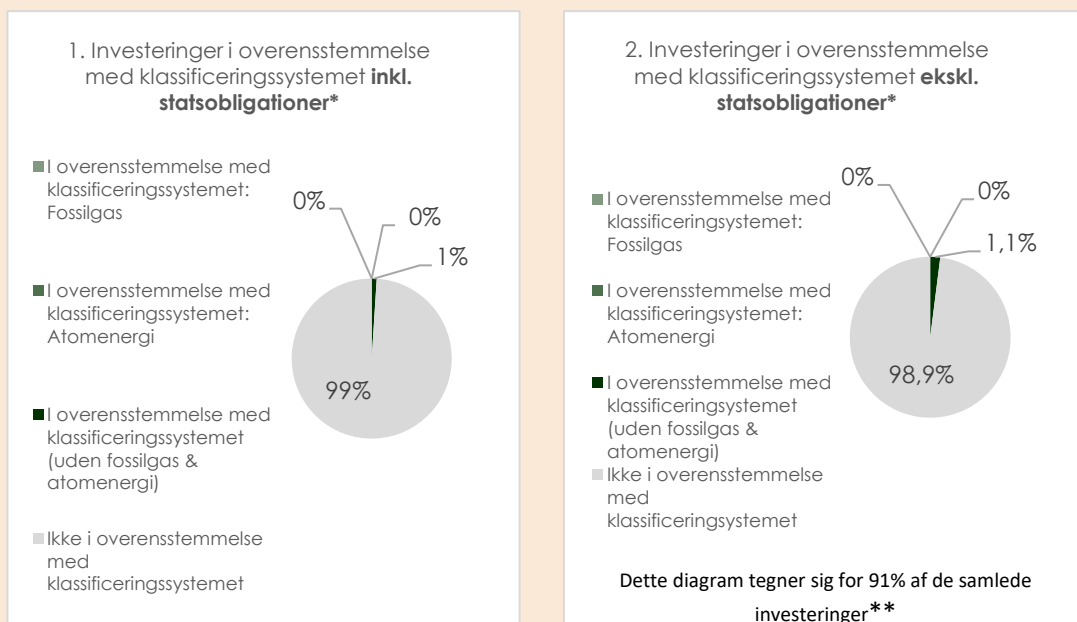 1. Investeringer i overensstemmelse
med klassificeringssystemet inkl.
statsobligationer*
I overensstemmelse med
klassificeringssystemet:
Fossilgas
I overensstemmelse med
klassificeringssystemet:
Atomenergi
I overensstemmelse med
klassificeringssystemet
(uden fossilgas &
atomenergi)
Ikke i overensstemmelse
med
klassificeringsystemet
0%
0%
1%
99%
2. Investeringer i overensstemmelse
med klassificeringssystemet ekskl.
statsobligationer*
I overensstemmelse med
klassificeringssystemet:
Fossilgas
I overensstemmelse med
klassificeringssystemet:
Atomenergi
I overensstemmelse med
klassificeringssystemet
(uden fossilgas &
atomenergi)
Ikke i overensstemmelse
med
klassificeringsystemet
0%
0%
1,1%
98,9%
Dette diagram tegner sig for 91% af de samlede
investeringer**